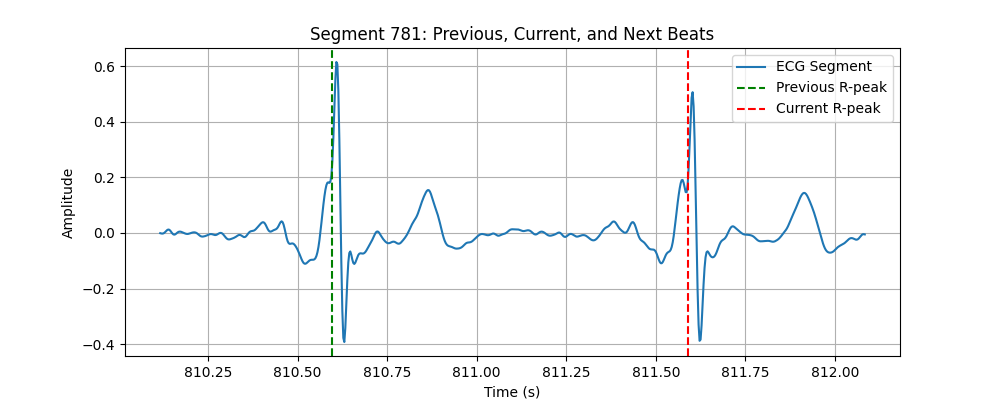 Segment 781: Previous, Current, and Next Beats
ECG Segment
Previous R-peak
Current R-peak
Amplitude
0.6
0.4
0.2
0.0
−0.2
−0.4
810.25 810.50 810.75 811.00 811.25 811.50 811.75 812.00
Time (s)